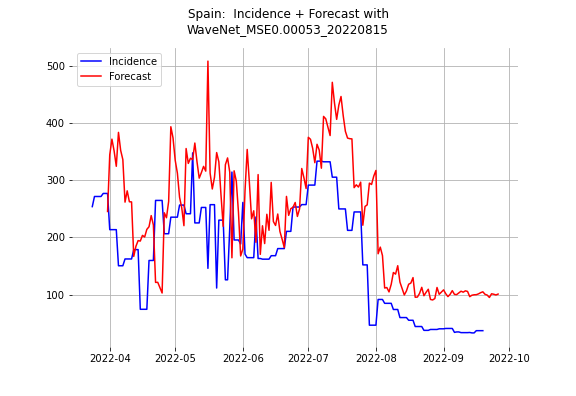 Spain:  Incidence + Forecast with
WaveNet_MSE0.00053_20220815
Incidence
Forecast
500
400
300
200
100
2022-04 2022-05 2022-06 2022-07 2022-08 2022-09 2022-10